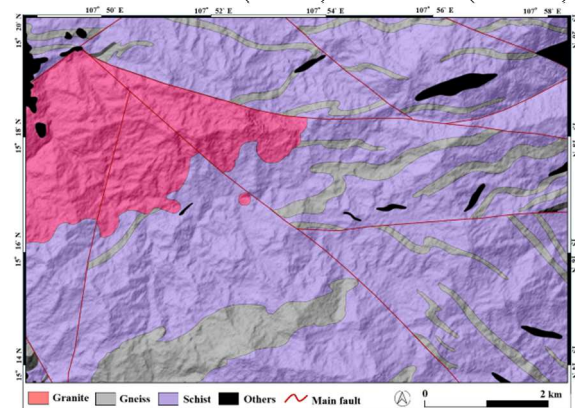 107° 50' E
107° 52' E
107° 54' E
107° 56' E
107° 58' E
15° 20' N
15° 18' N
15° 16' N
15° 14' N
Granite Gneiss Schist Others Main fault
0 2 km